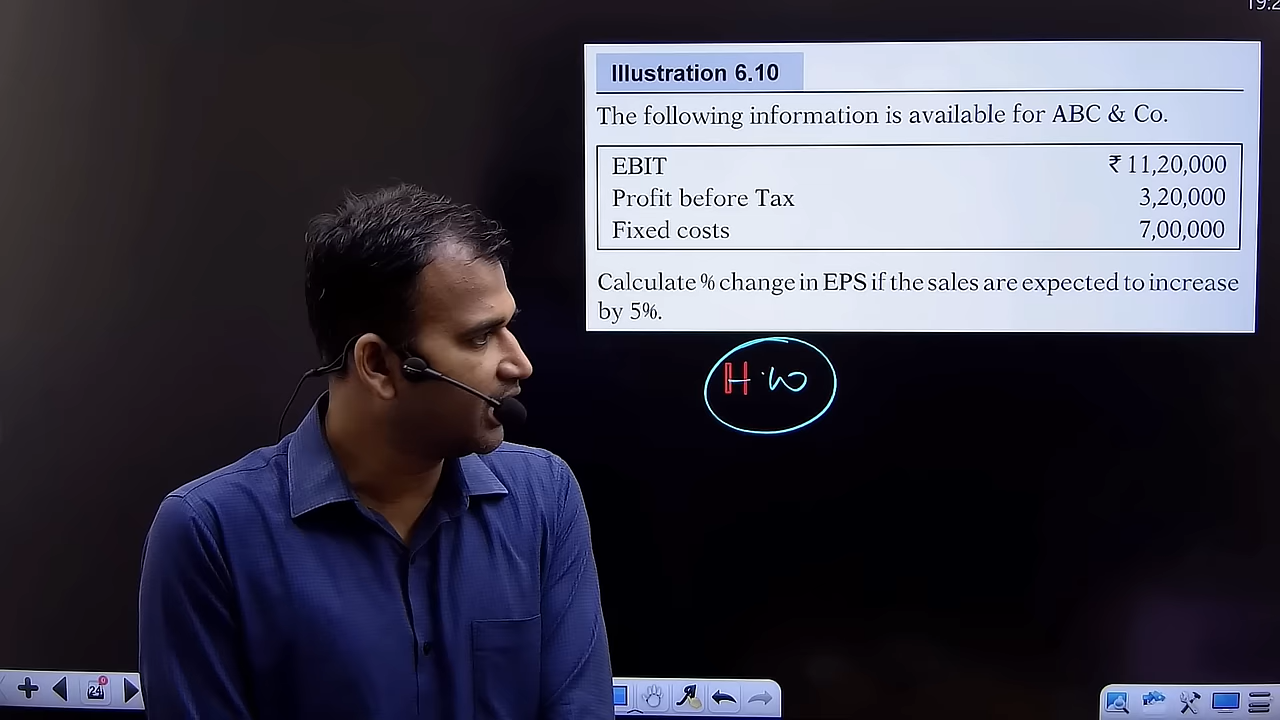 Illustration 6.10
The following information is available for ABC & Co.
EBIT ₹ 11,20,000
Profit before Tax 3,20,000
Fixed costs 7,00,000
Calculate % change in EPS if the sales are expected to increase
by 5%.
H.W
24
0